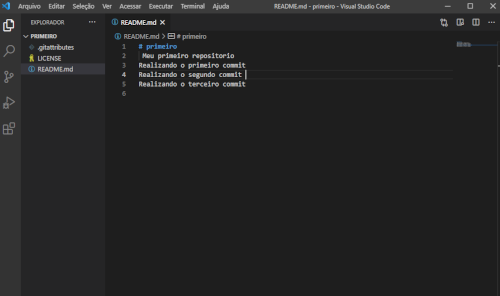 Arquivo Editar Seleção Ver Acessar Executar Terminal Ajuda README.md - primeiro - Visual Studio Code
EXPLORADOR ...
README.md
PRIMEIRO
README.md > # primeiro
.gitattributes
LICENSE
README.md
1 # primeiro
2 Meu primeiro repositorio
3 Realizando o primeiro commit
4 Realizando o segundo commit
5 Realizando o terceiro commit
6